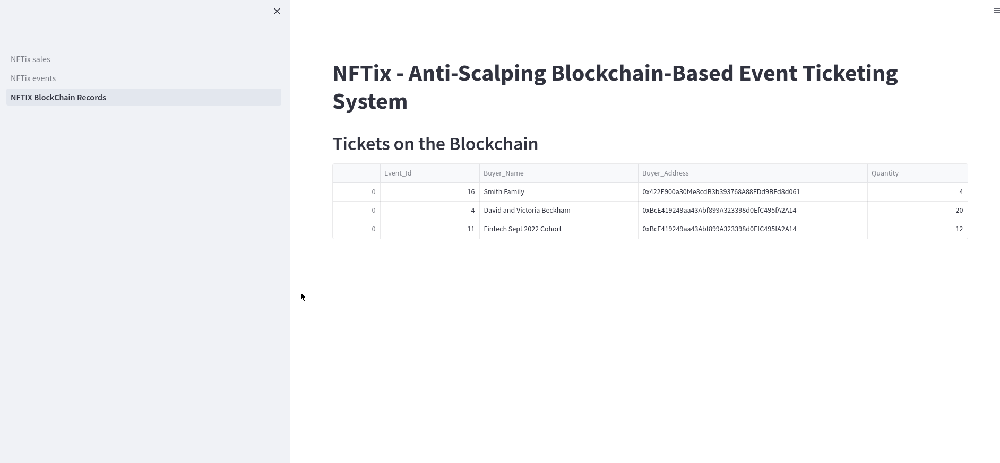 NFTix sales
NFTix events
NFTIX BlockChain Records
NFTix - Anti-Scalping Blockchain-Based Event Ticketing
System
Tickets on the Blockchain
Event_Id Buyer_Name Buyer_Address Quantity
0 16 Smith Family 0x422E900a30f4e8cdB3b393768A88FDd9BFd8d061 4
0 4 David and Victoria Beckham 0xBcE419249aa43Abf899A323398d0EfC495fA2A14 20
0 11 Fintech Sept 2022 Cohort 0xBcE419249aa43Abf899A323398d0EfC495fA2A14 12